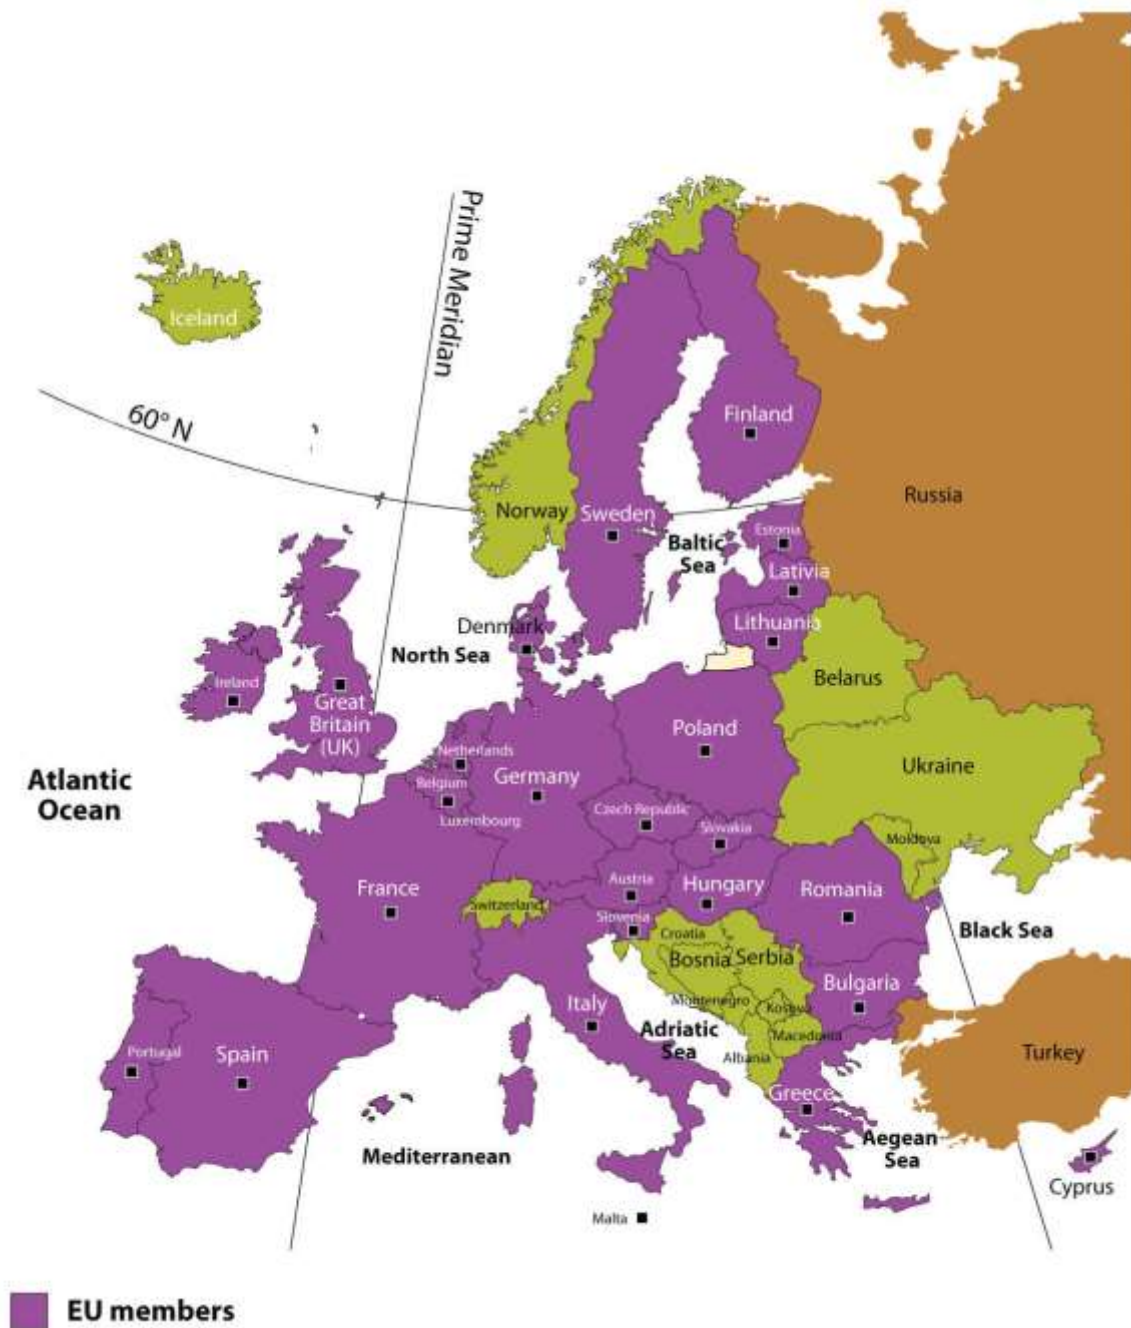 Prime Meridian
Iceland
60° N
Finland
Norway
Sweden
Russia
Estonia
Baltic
Sea
Lativia
Lithuania
Denmark
North Sea
Belarus
Ireland
Great
Britain
(UK)
Poland
Netherlands
Ukraine
Atlantic
Ocean
Belgium
Germany
Luxembourg
Czech Republic
Slovakia
Moldova
France
Austria
Hungary
Romania
Switzerland
Slovenia
Croatia
Black Sea
Bosnia
Serbia
Bulgaria
Montenegro
Kosova
Italy
Adriatic
Sea
Macedonia
Albania
Portugal
Spain
Turkey
Greece
Mediterranean
Aegean
Sea
Cyprus
Malta
EU members